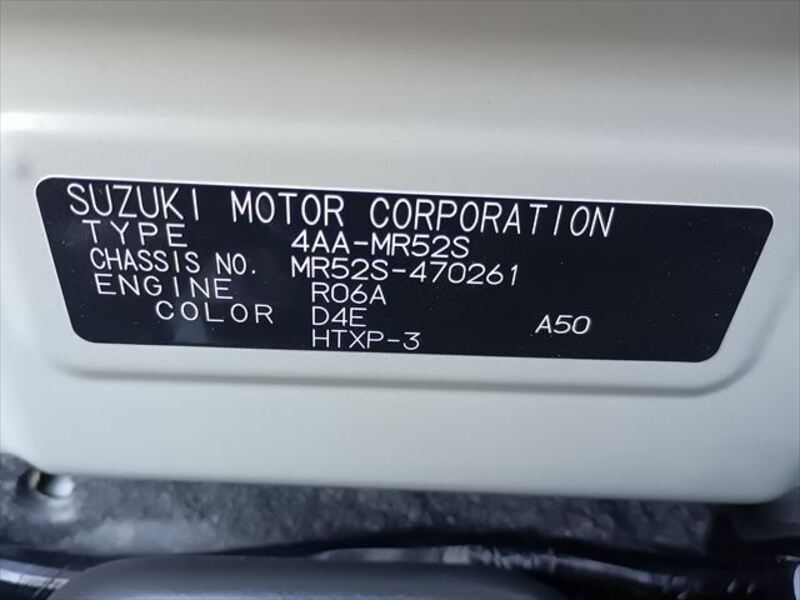 SUZUKI MOTOR CORPORATION
TYPE 4AA-MR52S
CHASSIS NO. MR52S-470261
ENGINE R06A
COLOR D4E A50
HTXP-3